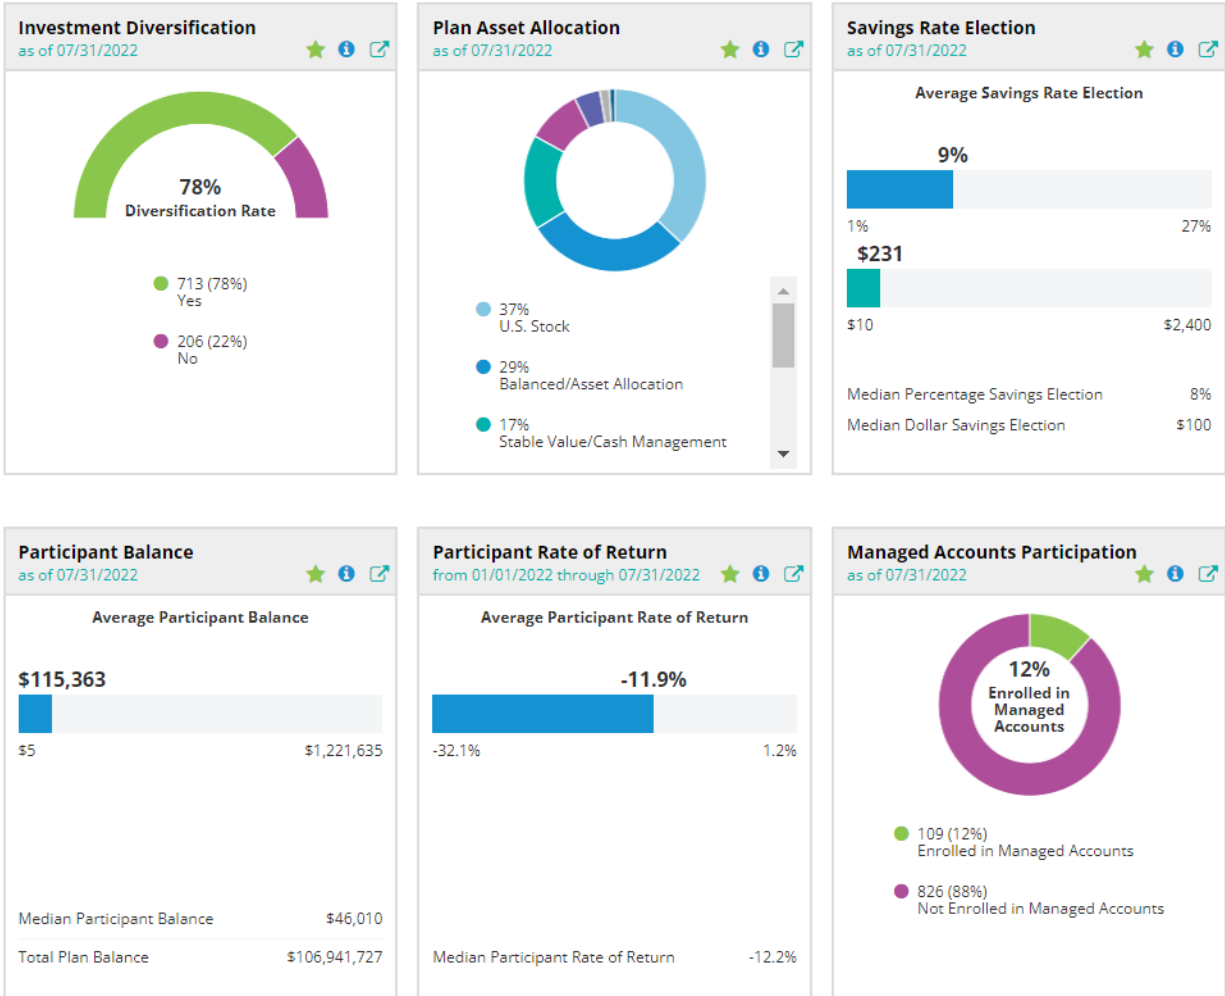 Investment Diversification
as of 07/31/2022
78%
Diversification Rate
713 (78%)
Yes
206 (22%)
No
Plan Asset Allocation
as of 07/31/2022
37%
U.S. Stock
29%
Balanced/Asset Allocation
17%
Stable Value/Cash Management
Savings Rate Election
as of 07/31/2022
Average Savings Rate Election
9%
1% 27%
$231
$10 $2,400
Median Percentage Savings Election 8%
Median Dollar Savings Election $100
Participant Balance
as of 07/31/2022
Average Participant Balance
$115,363
$5 $1,221,635
Median Participant Balance $46,010
Total Plan Balance $106,941,727
Participant Rate of Return
from 01/01/2022 through 07/31/2022
Average Participant Rate of Return
-11.9%
-32.1% 1.2%
Median Participant Rate of Return -12.2%
Managed Accounts Participation
as of 07/31/2022
12%
Enrolled in
Managed
Accounts
109 (12%)
Enrolled in Managed Accounts
826 (88%)
Not Enrolled in Managed Accounts